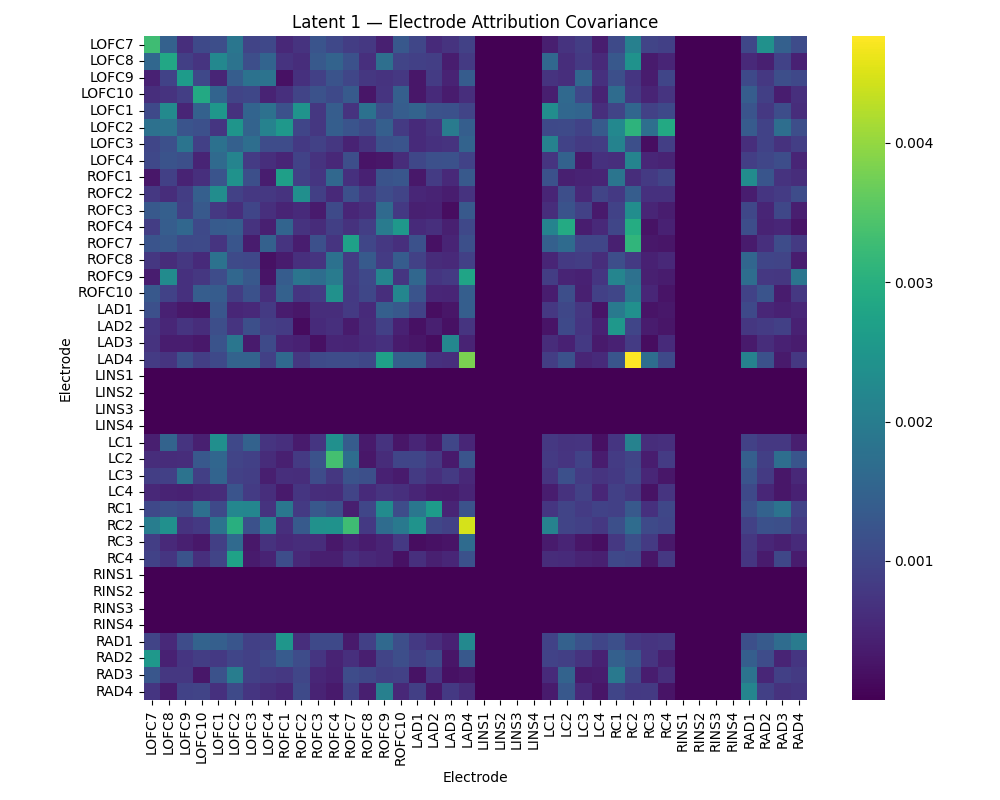 Latent 1 — Electrode Attribution Covariance
LOFC7
LOFC8
LOFC9
LOFC10
LOFC1
LOFC2
LOFC3
LOFC4
ROFC1
ROFC2
ROFC3
ROFC4
ROFC7
ROFC8
ROFC9
ROFC10
LAD1
LAD2
LAD3
LAD4
LINS1
LINS2
LINS3
LINS4
LC1
LC2
LC3
LC4
RC1
RC2
RC3
RC4
RINS1
RINS2
RINS3
RINS4
RAD1
RAD2
RAD3
RAD4
Electrode
LOFC7
LOFC8
LOFC9
LOFC10
LOFC1
LOFC2
LOFC3
LOFC4
ROFC1
ROFC2
ROFC3
ROFC4
ROFC7
ROFC8
ROFC9
ROFC10
LAD1
LAD2
LAD3
LAD4
LINS1
LINS2
LINS3
LINS4
LC1
LC2
LC3
LC4
RC1
RC2
RC3
RC4
RINS1
RINS2
RINS3
RINS4
RAD1
RAD2
RAD3
RAD4
Electrode
0.004
0.003
0.002
0.001